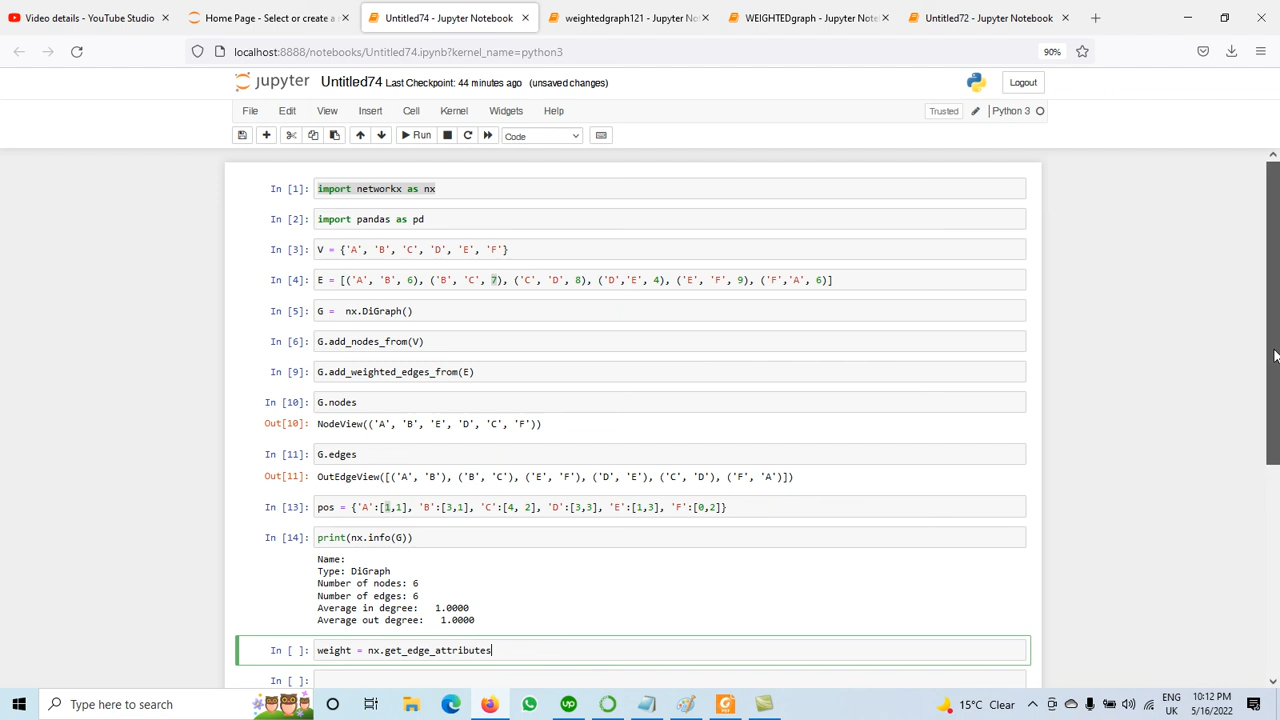 Video details - YouTube Studio
Home Page - Select or create a
Untitled74 - Jupyter Notebook
weightedgraph121 - Jupyter No
WEIGHTEDgraph - Jupyter Note
Untitled72 - Jupyter Notebook
localhost:8888/notebooks/Untitled74.ipynb?kernel_name=python3
90%
jupyter Untitled74 Last Checkpoint: 44 minutes ago (unsaved changes)
Logout
File Edit View Insert Cell Kernel Widgets Help
Trusted
Python 3
Run
Code
In [1]: import networkx as nx
In [2]: import pandas as pd
In [3]: V = {'A', 'B', 'C', 'D', 'E', 'F'}
In [4]: E = [('A', 'B', 6), ('B', 'C', 7), ('C', 'D', 8), ('D','E', 4), ('E', 'F', 9), ('F','A', 6)]
In [5]: G =  nx.DiGraph()
In [6]: G.add_nodes_from(V)
In [9]: G.add_weighted_edges_from(E)
In [10]: G.nodes
Out[10]: NodeView(('A', 'B', 'E', 'D', 'C', 'F'))
In [11]: G.edges
Out[11]: OutEdgeView([('A', 'B'), ('B', 'C'), ('E', 'F'), ('D', 'E'), ('C', 'D'), ('F', 'A')])
In [13]: pos = {'A':[1,1], 'B':[3,1], 'C':[4, 2], 'D':[3,3], 'E':[1,3], 'F':[0,2]}
In [14]: print(nx.info(G))
Name:
Type: DiGraph
Number of nodes: 6
Number of edges: 6
Average in degree:   1.0000
Average out degree:   1.0000
In [ ]: weight = nx.get_edge_attributes
In [ ]:
Type here to search
15°C Clear
ENG
UK
10:12 PM
5/16/2022